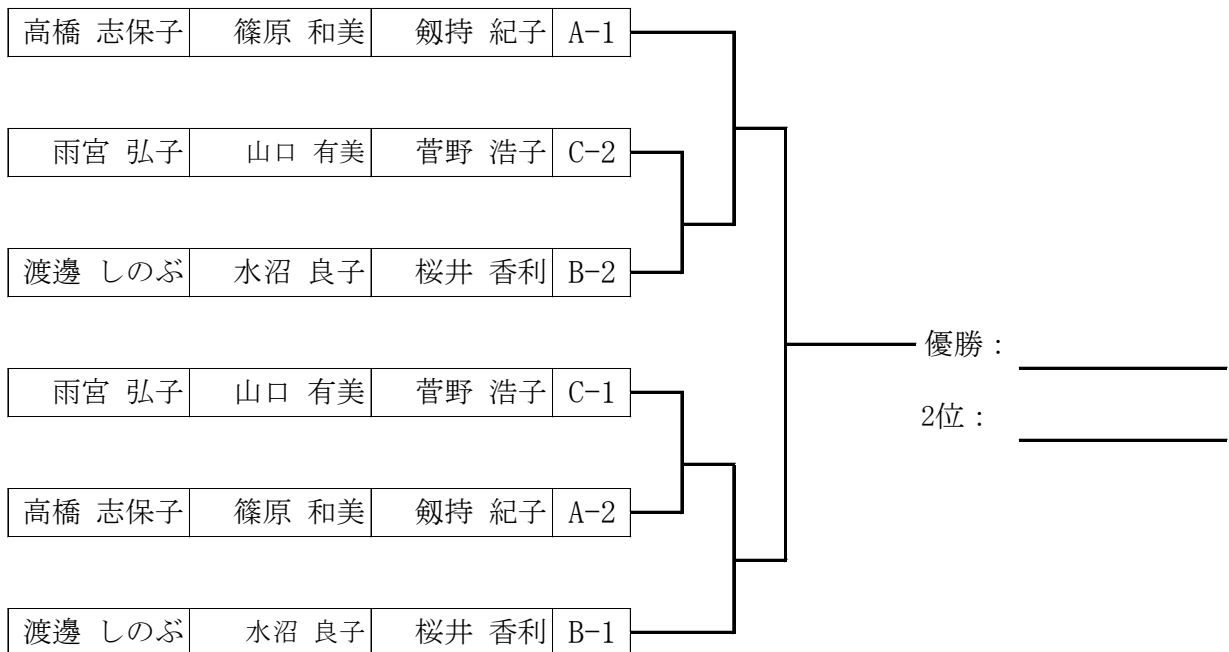 高橋 志保子 篠原 和美 剱持 紀子 A-1
雨宮 弘子 山口 有美 菅野 浩子 C-2
渡邊 しのぶ 水沼 良子 桜井 香利 B-2
優勝：
雨宮 弘子 山口 有美 菅野 浩子 C-1
2位：
高橋 志保子 篠原 和美 剱持 紀子 A-2
渡邊 しのぶ 水沼 良子 桜井 香利 B-1